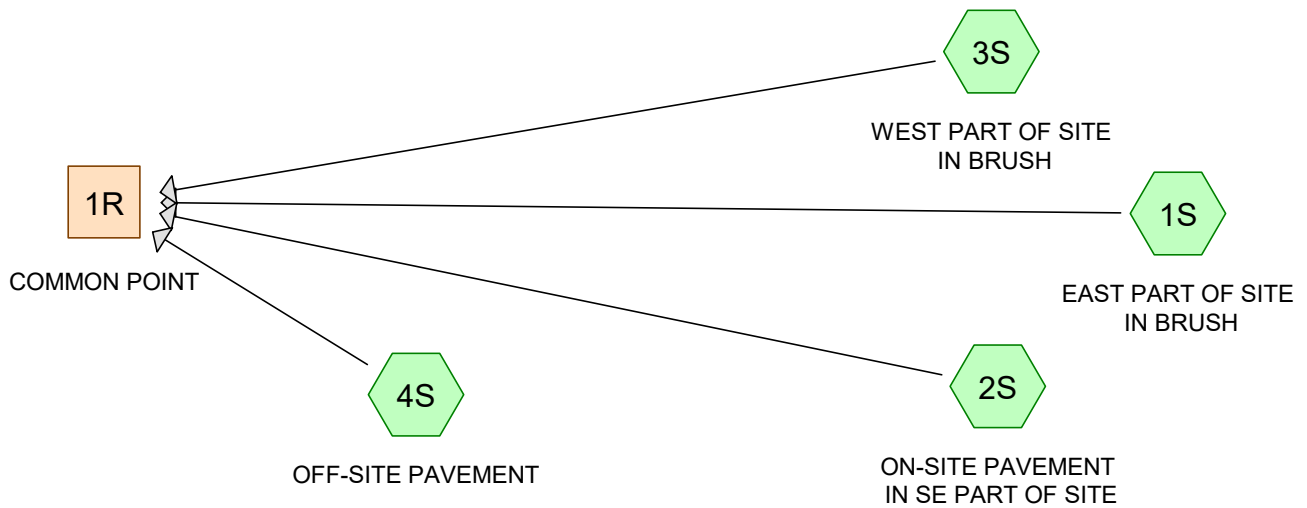 3S
WEST PART OF SITE
IN BRUSH
1R
COMMON POINT
1S
EAST PART OF SITE
IN BRUSH
4S
OFF-SITE PAVEMENT
2S
ON-SITE PAVEMENT
IN SE PART OF SITE